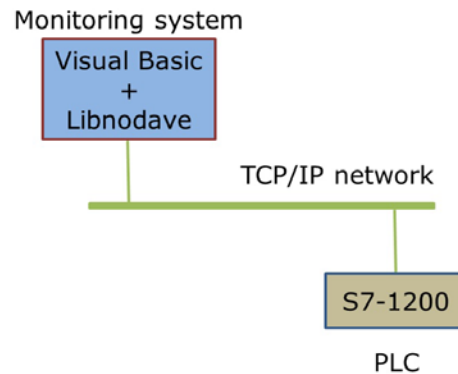 Monitoring system
Visual Basic
+
Libnodave
TCP/IP network
S7-1200
PLC